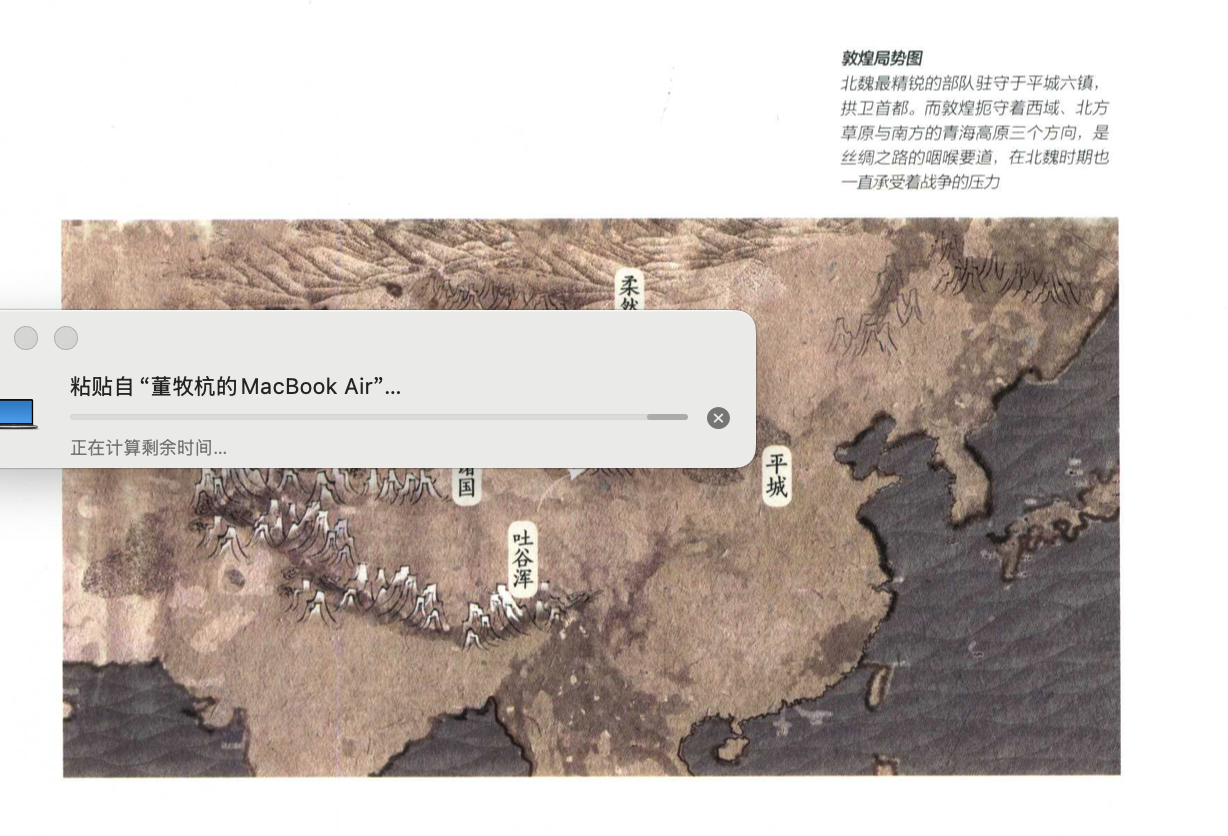 敦煌局势图
北魏最精锐的部队驻守于平城六镇，
拱卫首都。而敦煌扼守着西域、北方
草原与南方的青海高原三个方向，是
丝绸之路的咽喉要道，在北魏时期也
一直承受着战争的压力
柔然
粘贴自 “董牧杭的MacBook Air”...
正在计算剩余时间...
诸国
平城
吐谷浑